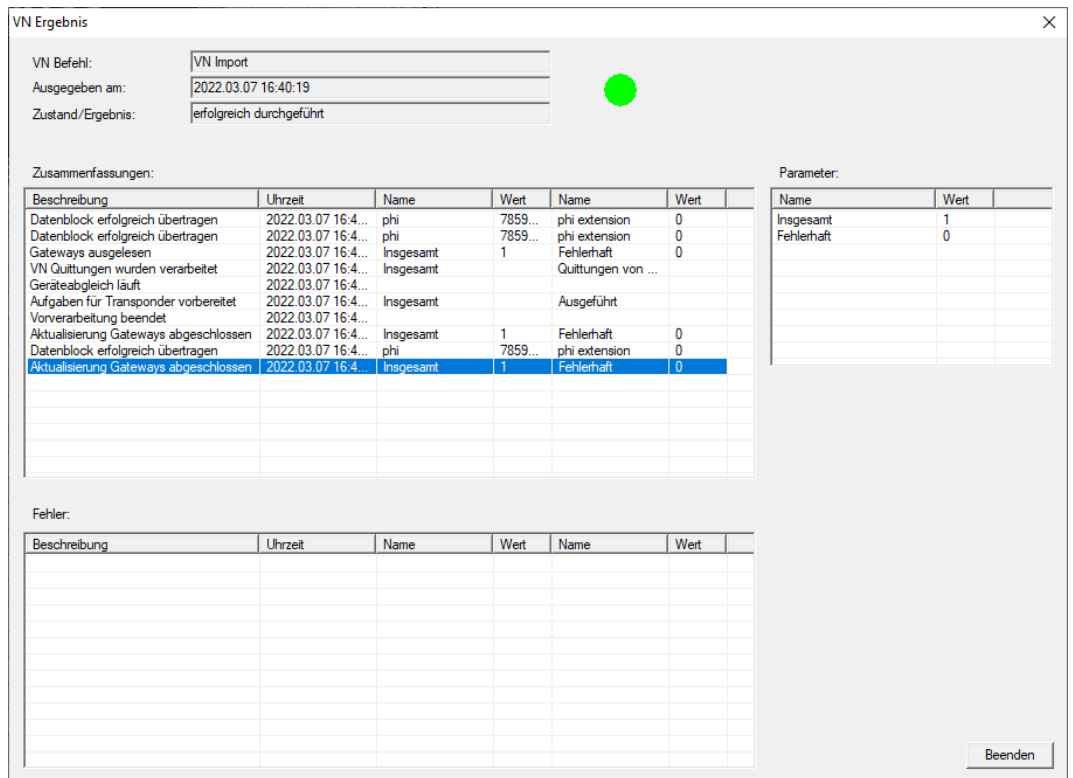 VN Ergebnis
VN Befehl: VN Import
Ausgegeben am: 2022.03.07 16:40:19
Zustand/Ergebnis: erfolgreich durchgeführt
Zusammenfassungen:
Beschreibung Uhrzeit Name Wert Name Wert
Datenblock erfolgreich übertragen 2022.03.07 16:4... phi 7859... phi extension 0
Datenblock erfolgreich übertragen 2022.03.07 16:4... phi 7859... phi extension 0
Gateways ausgelesen 2022.03.07 16:4... Insgesamt 1 Fehlerhaft 0
VN Quittungen wurden verarbeitet 2022.03.07 16:4... Insgesamt Quittungen von ...
Geräteabgleich läuft 2022.03.07 16:4...
Aufgaben für Transponder vorbereitet 2022.03.07 16:4... Insgesamt Ausgeführt
Vorverarbeitung beendet 2022.03.07 16:4...
Aktualisierung Gateways abgeschlossen 2022.03.07 16:4... Insgesamt 1 Fehlerhaft 0
Datenblock erfolgreich übertragen 2022.03.07 16:4... phi 7859... phi extension 0
Aktualisierung Gateways abgeschlossen 2022.03.07 16:4... Insgesamt 1 Fehlerhaft 0
Parameter:
Name Wert
Insgesamt 1
Fehlerhaft 0
Fehler:
Beschreibung Uhrzeit Name Wert Name Wert
Beenden